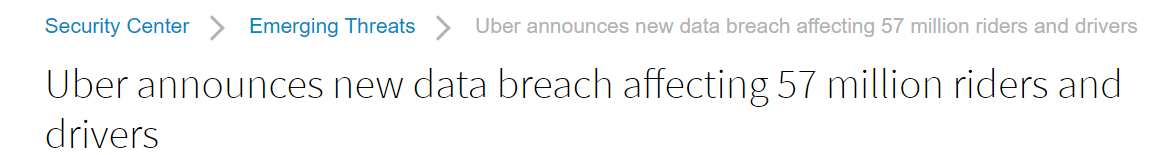 Security Center > Emerging Threats > Uber announces new data breach affecting 57 million riders and drivers
Uber announces new data breach affecting 57 million riders and
drivers